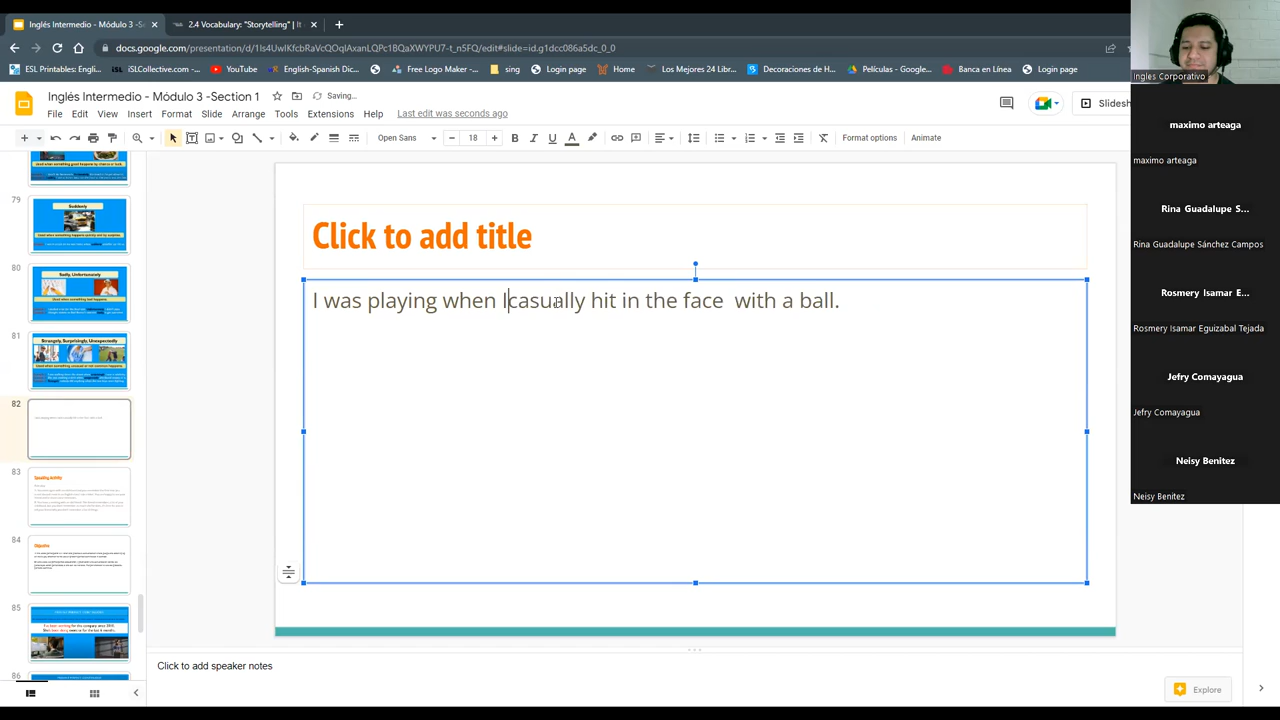 Inglés Intermedio - Módulo 3 -S
2.4 Vocabulary: "Storytelling" | It
docs.google.com/presentation/d/1Is4UwIKfcbRaVcQOqIAxanLQPc1BQaXWYPU7-t_n5FQ/edit#slide=id.g1dcc086a5dc_0_0
ESL Printables: Engli...
iSLCollective.com -...
YouTube
English-Spanish Dic...
Free Logo Maker -...
sing
Login page
Home
Los Mejores 24 Libr...
Decoraciones de H...
Películas - Google...
Banca en Línea
Login page
Inglés Intermedio - Módulo 3 -Section 1
Saving...
File Edit View Insert Format Slide Arrange Tools Extensions Help
Last edit was seconds ago
Slidesh
Open Sans
18
Format options
Animate
79
Suddenly
80
Sadly, Unfortunately
81
Strangely, Surprisingly, Unexpectedly
82
83
Speaking Activity
84
Objective
85
86
Click to add title
I was playing when Icasually hit in the face with a ball.
Click to add speaker notes
Explore
Ingles Corporativo
maximo arteaga
maximo arteaga
Rina Guadalupe S...
Rina Guadalupe Sánchez Campos
Rosmery Isamar E...
Rosmery Isamar Eguizabal Tejada
Jefry Comayagua
Jefry Comayagua
Neisy Benitez
Neisy Benitez